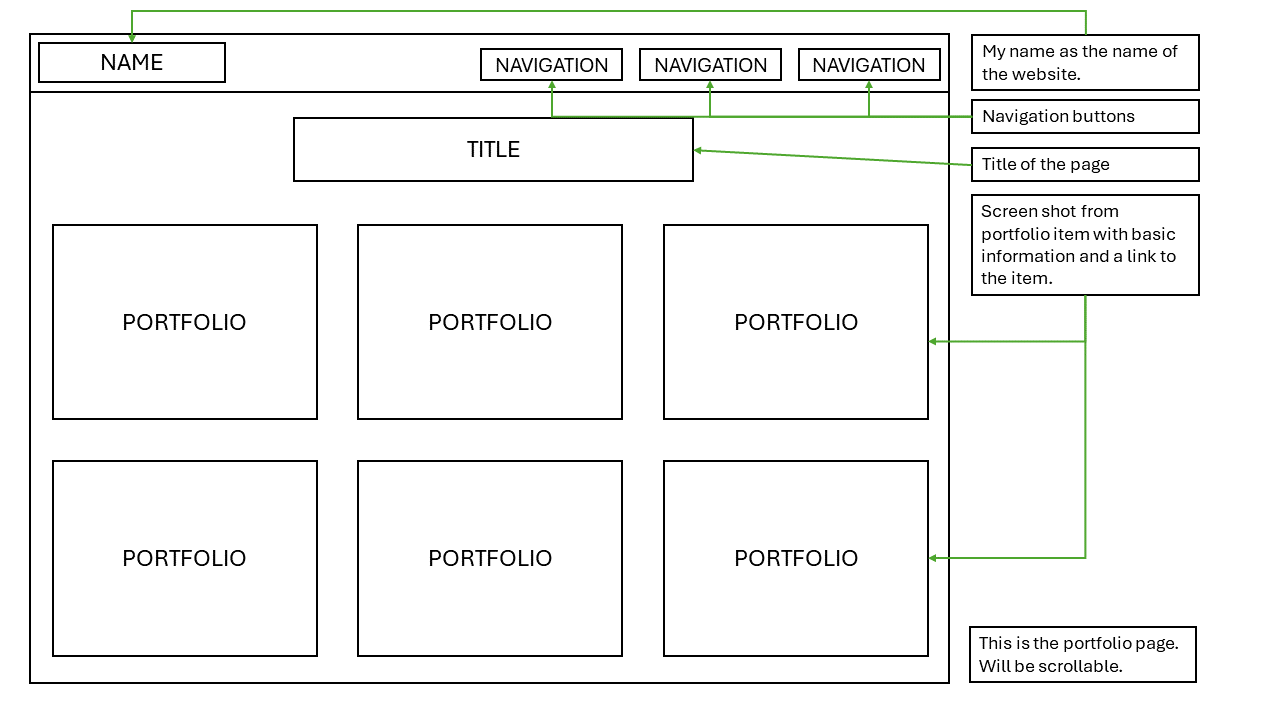 NAME
NAVIGATION
NAVIGATION
NAVIGATION
My name as the name of
the website.
Navigation buttons
TITLE
Title of the page
Screen shot from
portfolio item with basic
information and a link to
the item.
PORTFOLIO
PORTFOLIO
PORTFOLIO
PORTFOLIO
PORTFOLIO
PORTFOLIO
This is the portfolio page.
Will be scrollable.